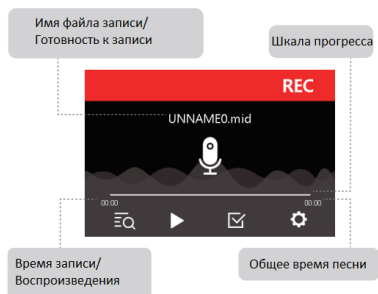 Имя файла записи/
Готовность к записи
Шкала прогресса
REC
UNNAME0.mid
00:00
00:00
Время записи/
Воспроизведения
Общее время песни